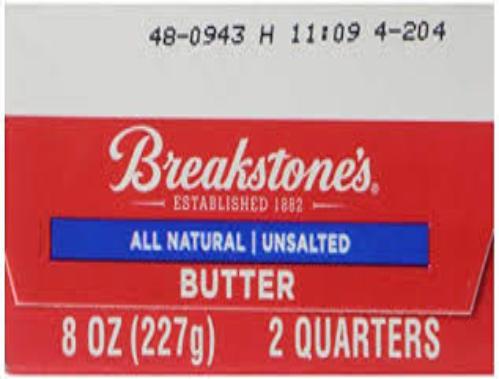 48-0943 H 11:09 4-204
Breakstone's®
ESTABLISHED 1882
ALL NATURAL | UNSALTED
BUTTER
8 OZ (227g) 2 QUARTERS